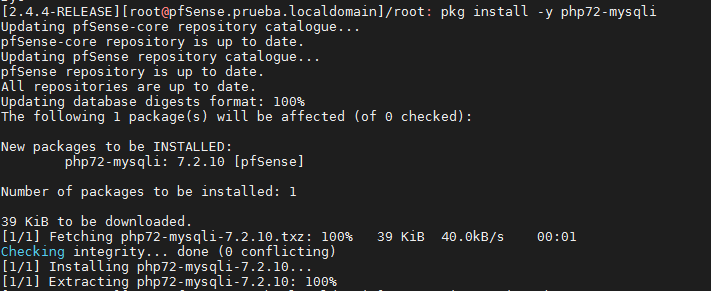 [2.4.4-RELEASE][root@pfSense.prueba.localdomain]/root: pkg install -y php72-mysqli
Updating pfSense-core repository catalogue...
pfSense-core repository is up to date.
Updating pfSense repository catalogue...
pfSense repository is up to date.
All repositories are up to date.
Updating database digests format: 100%
The following 1 package(s) will be affected (of 0 checked):
New packages to be INSTALLED:
php72-mysqli: 7.2.10 [pfSense]
Number of packages to be installed: 1
39 KiB to be downloaded.
[1/1] Fetching php72-mysqli-7.2.10.txz: 100% 39 KiB 40.0kB/s 00:01
Checking integrity... done (0 conflicting)
[1/1] Installing php72-mysqli-7.2.10...
[1/1] Extracting php72-mysqli-7.2.10: 100%